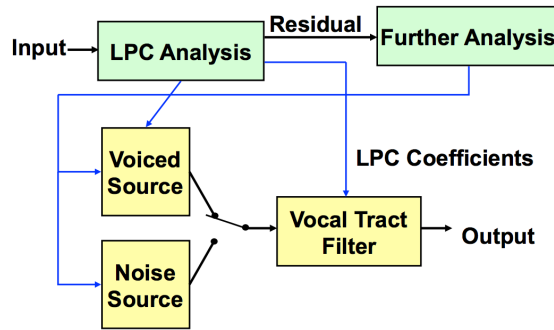 Residual
Input
LPC Analysis
Further Analysis
Voiced
Source
LPC Coefficients
Vocal Tract
Filter
Output
Noise
Source